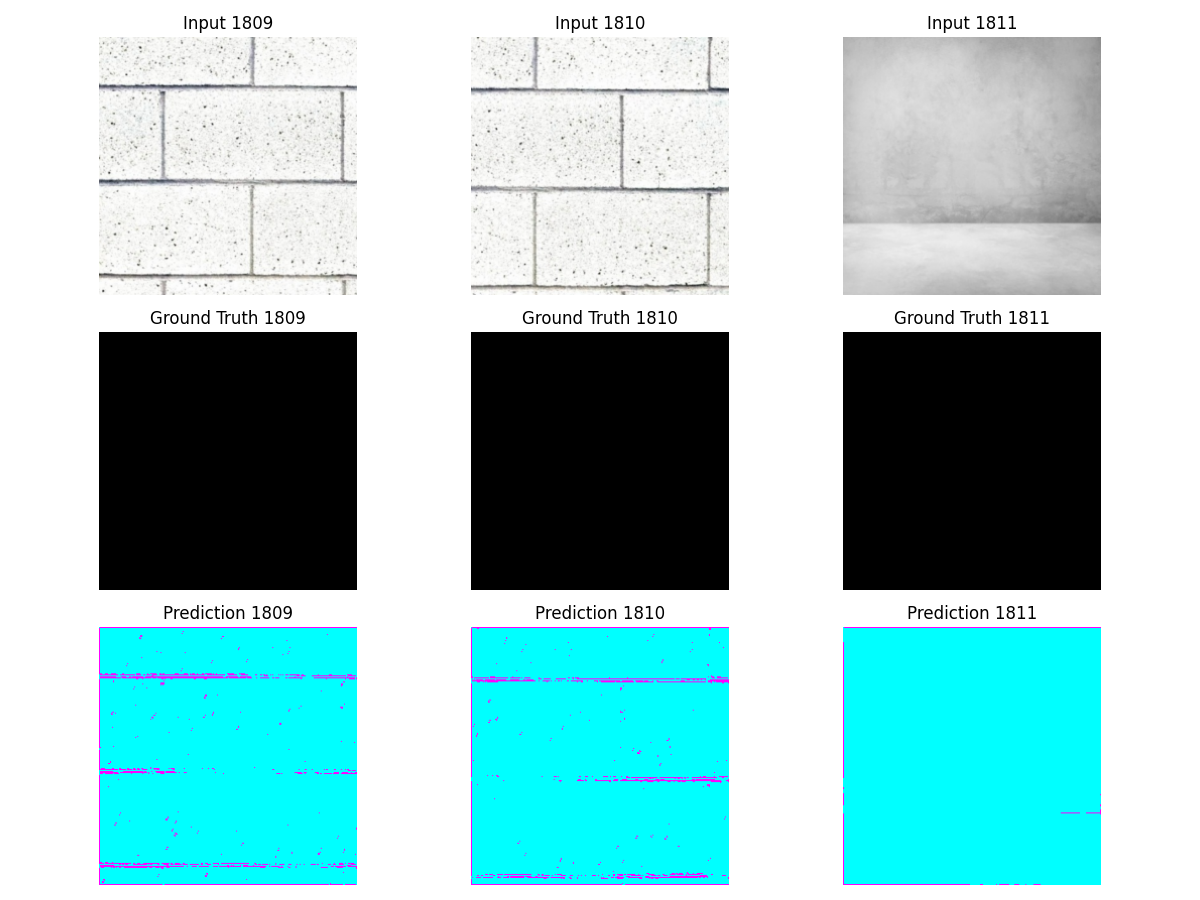 Input 1809
Input 1810
Input 1811
Ground Truth 1809
Ground Truth 1810
Ground Truth 1811
Prediction 1809
Prediction 1810
Prediction 1811